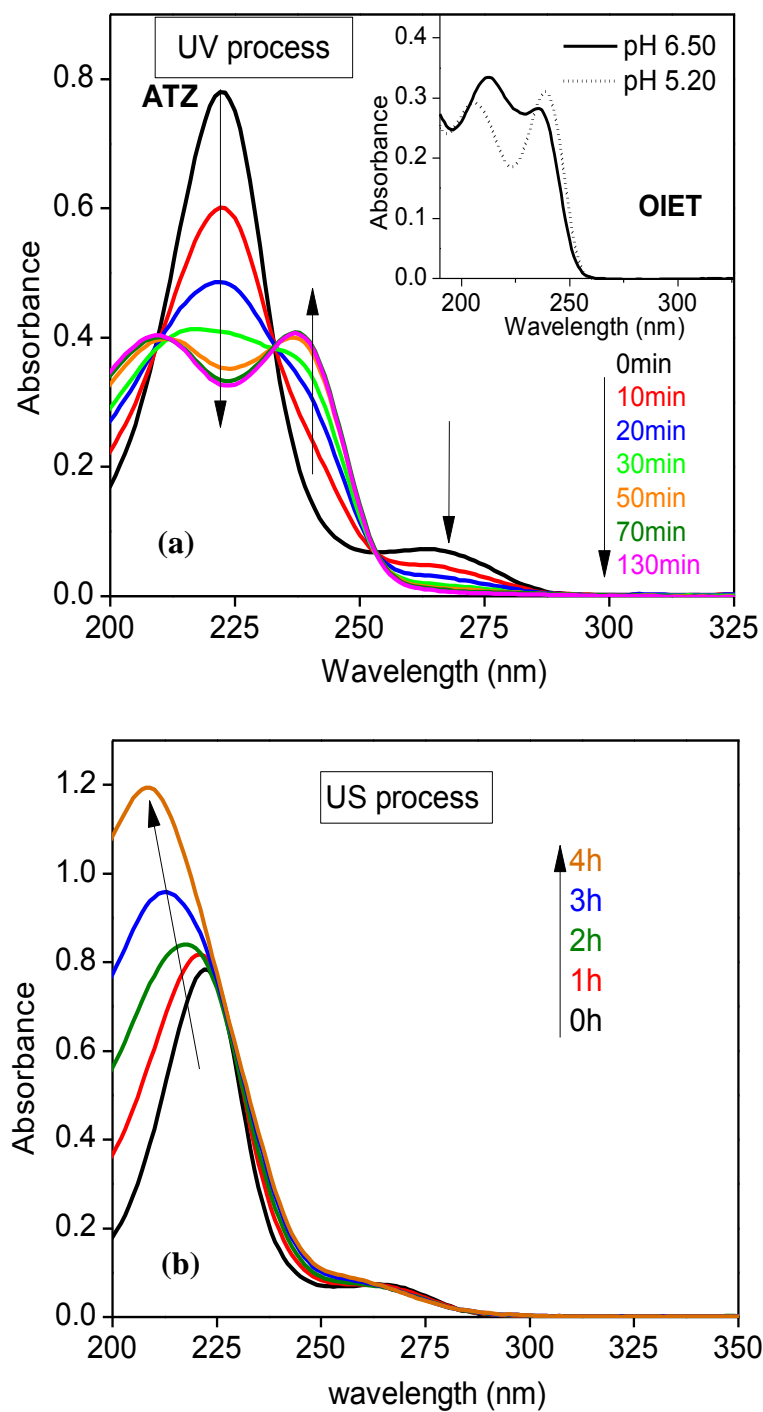 UV process
ATZ
0.8
0.6
0.4
0.2
0.0
Absorbance
200 225 250 275 300 325
Wavelength (nm)
(a)
0.4
0.3
0.2
0.1
0.0
Absorbance
pH 6.50
pH 5.20
OIET
200 250 300
Wavelength (nm)
0min
10min
20min
30min
50min
70min
130min
US process
1.2
1.0
0.8
0.6
0.4
0.2
0.0
Absorbance
4h
3h
2h
1h
0h
(b)
200 225 250 275 300 325 350
wavelength (nm)